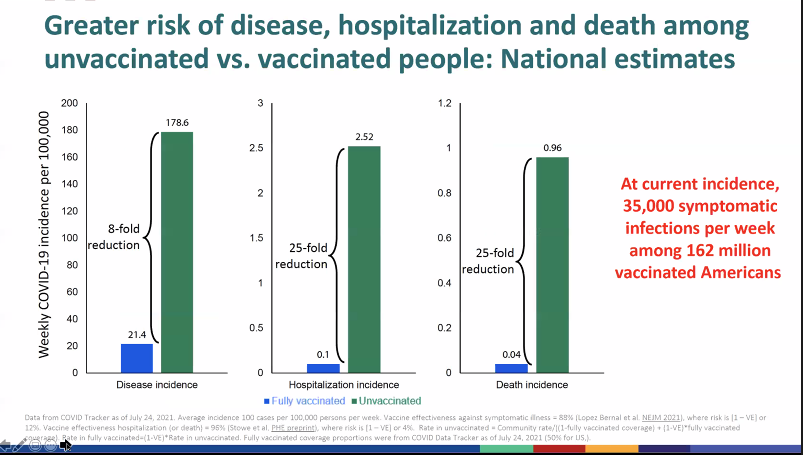 Greater risk of disease, hospitalization and death among
unvaccinated vs. vaccinated people: National estimates
Weekly COVID-19 incidence per 100,000
200
180
160
140
120
100
80
60
40
20
0
178.6
8-fold
reduction
21.4
Disease incidence
3
2.5
2
1.5
1
0.5
0
2.52
25-fold
reduction
0.1
Hospitalization incidence
1.2
1
0.8
0.6
0.4
0.2
0
0.96
25-fold
reduction
0.04
Death incidence
At current incidence,
35,000 symptomatic
infections per week
among 162 million
vaccinated Americans
Fully vaccinated Unvaccinated
Data from COVID Tracker as of July 24, 2021. Average incidence 100 cases per 100,000 persons per week. Vaccine effectiveness against symptomatic illness = 88% (Lopez Bernal et al. NEJM 2021), where risk is [1 – VE] or
12%. Vaccine effectiveness hospitalization (or death) = 96% (Stowe et al. PHE preprint), where risk is [1 – VE] or 4%. Rate in unvaccinated = Community rate/((1-fully vaccinated coverage) + (1-VE)*fully vaccinated
coverage). Rate in fully vaccinated=(1-VE)*Rate in unvaccinated. Fully vaccinated coverage proportions were from COVID Data Tracker as of July 24, 2021 (50% for US,).